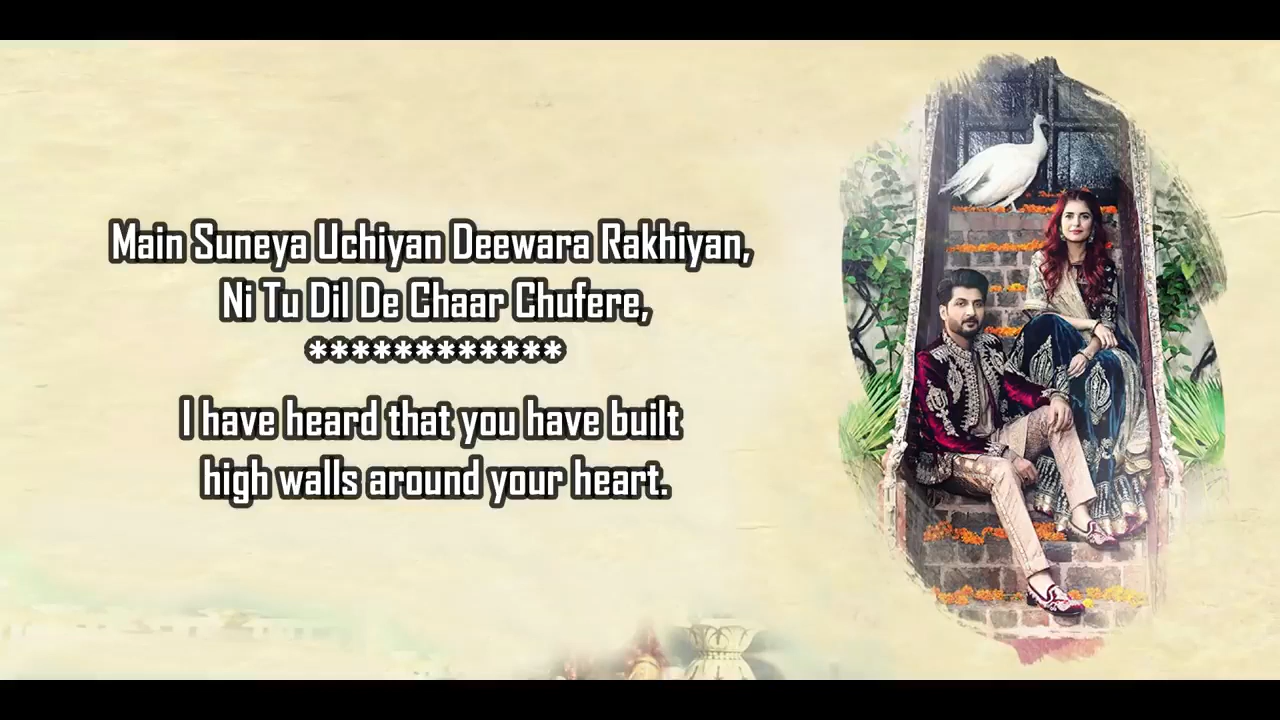 Main Suneya Uchiyan Deewara Rakhiyan,
Ni Tu Dil De Chaar Chufere,
************
I have heard that you have built
high walls around your heart.